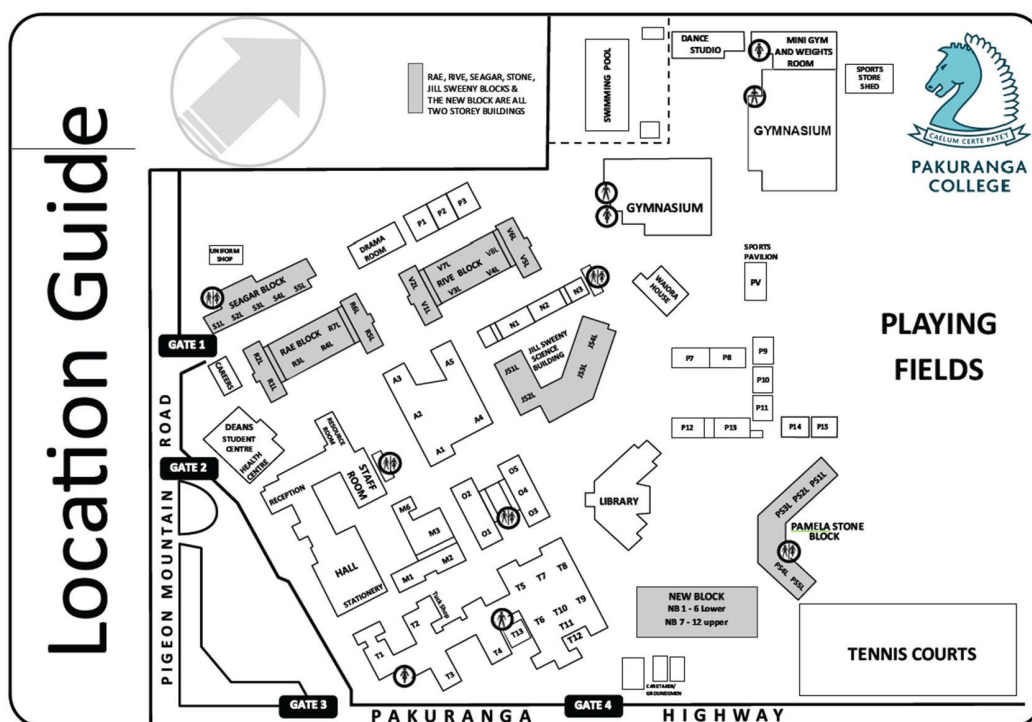 Location Guide
RAE, RIVE, SEAGAR, STONE,
JILL SWEENY BLOCKS &
THE NEW BLOCK ARE ALL
TWO STOREY BUILDINGS
SWIMMING POOL
DANCE
STUDIO
MINI GYM
AND WEIGHTS
ROOM
SPORTS
STORE
SHED
GYMNASIUM
CAELUM CERTE PATET
PAKURANGA
COLLEGE
GYMNASIUM
P1
P2
P3
DRAMA
ROOM
UNIFORM
SHOP
SEAGAR BLOCK
S1L
S2L
S3L
S4L
S5L
V2L
V1L
V7L
RIVE BLOCK
V3L
V4L
V8L
V6L
V5L
N1
N2
N3
WAIORA
HOUSE
SPORTS
PAVILION
PV
PLAYING
FIELDS
GATE 1
R2L
R1L
RAE BLOCK
R3L
R4L
R7L
R6L
R5L
CAREERS
JILL SWEENY
SCIENCE
BUILDING
JS1L
JS2L
JS3L
JS4L
A3
A5
A2
A4
A1
P7
P8
P9
P10
P11
P12
P13
P14
P15
DEANS
STUDENT
CENTRE
HEALTH
CENTRE
RESOURCE
ROOM
STAFF
ROOM
RECEPTION
GATE 2
PIGEON MOUNTAIN ROAD
HALL
STATIONERY
M6
M3
M1
M2
O2
O1
O5
O4
O3
LIBRARY
PS3L
PS2L
PS1L
PAMELA STONE
BLOCK
PS4L
PS5L
Tuck Shop
T1
T2
T3
T4
T13
T5
T6
T7
T8
T9
T10
T11
T12
NEW BLOCK
NB 1 - 6 Lower
NB 7 - 12 upper
CARETAKER/
GROUNDSMEN
TENNIS COURTS
GATE 3
PAKURANGA
GATE 4
HIGHWAY